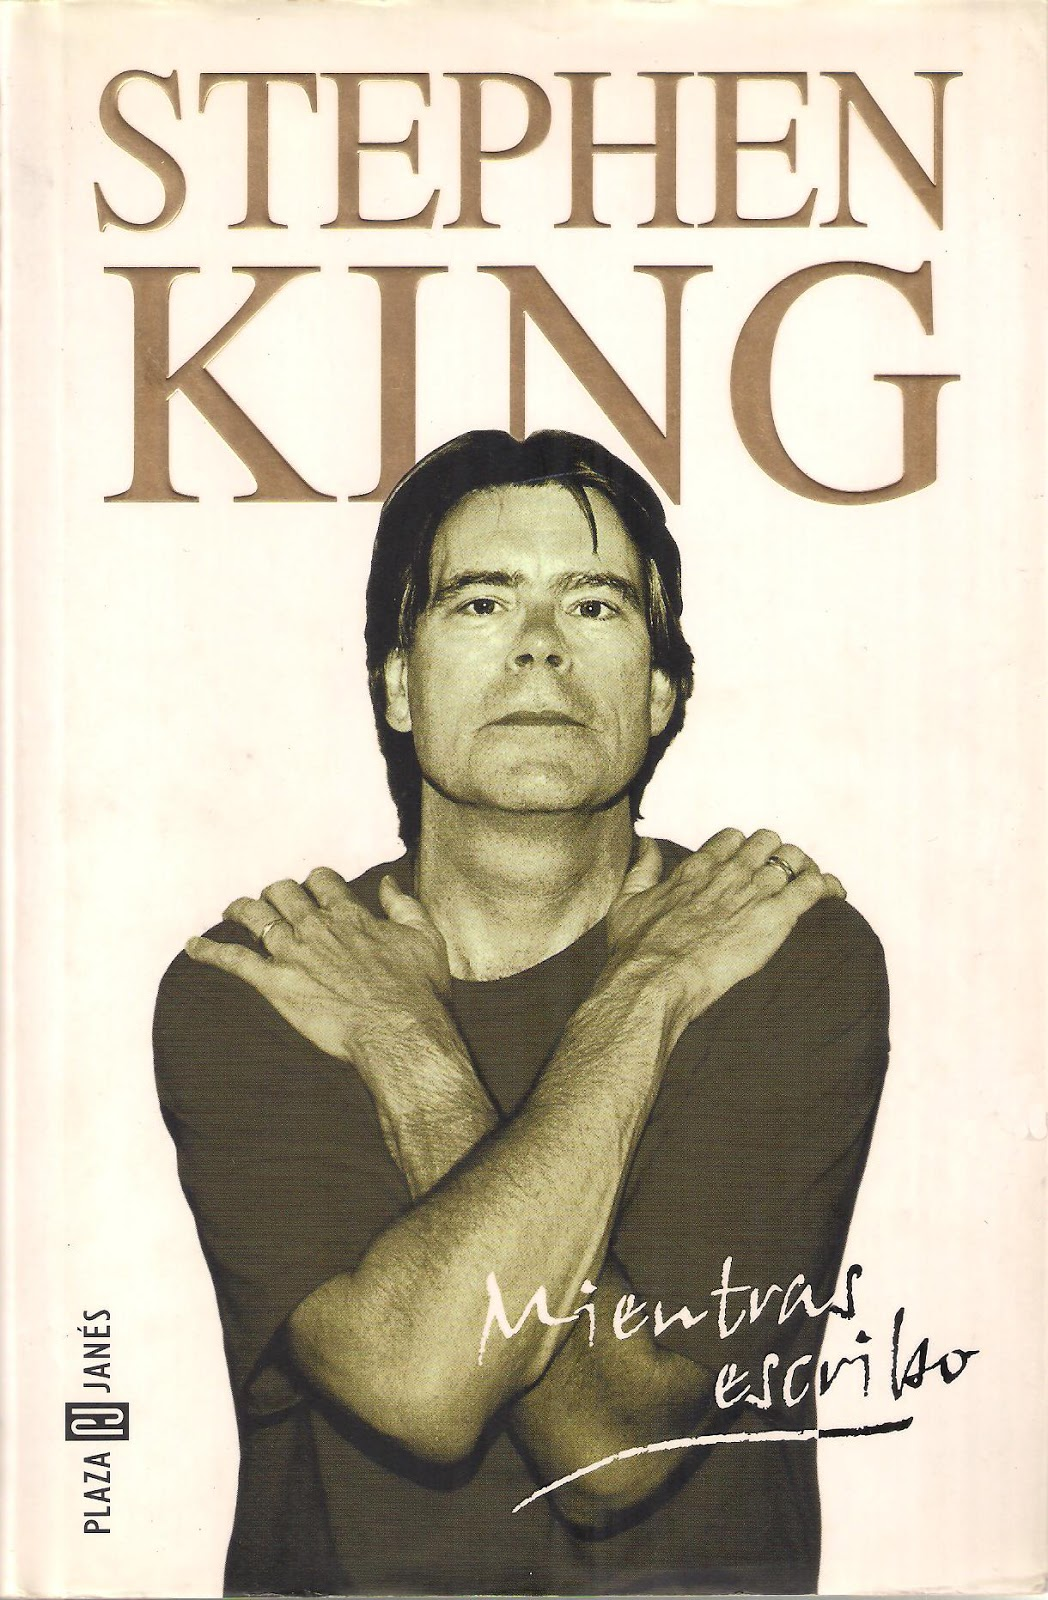 STEPHEN
KING
Mientras
escribo
PLAZA JANÉS